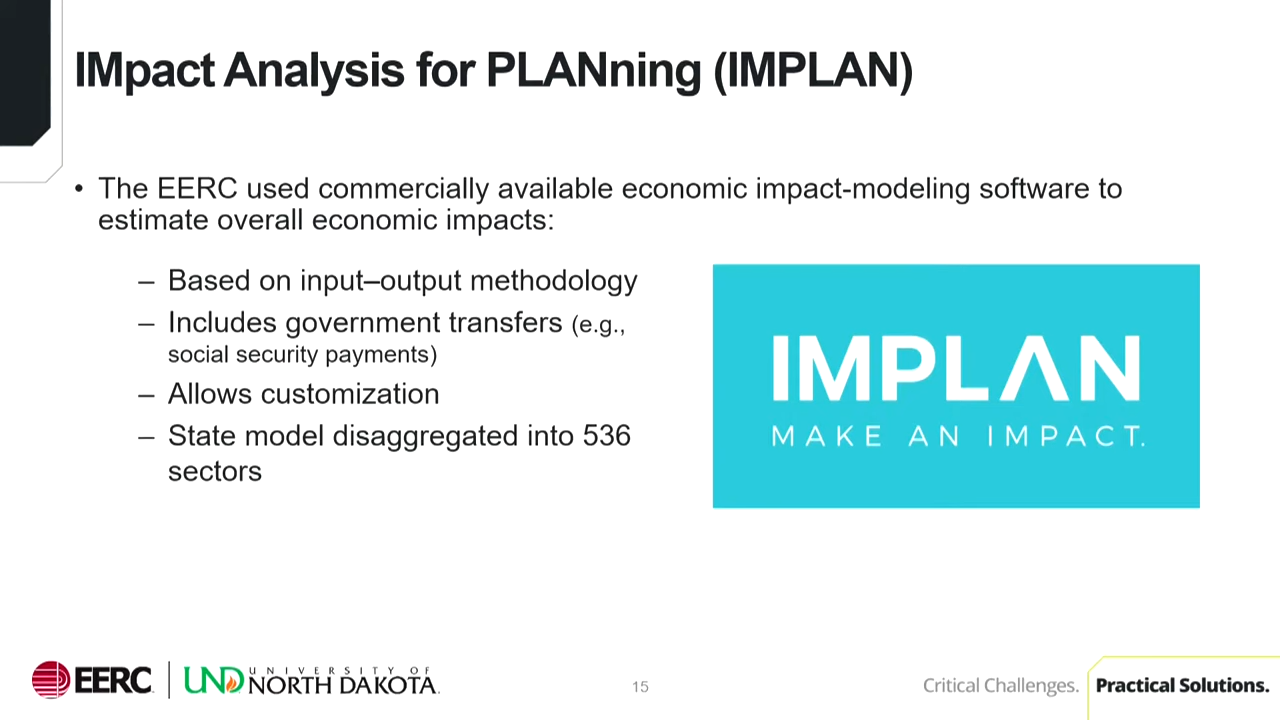 IMpact Analysis for PLANning (IMPLAN)
• The EERC used commercially available economic impact-modeling software to
estimate overall economic impacts:
– Based on input–output methodology
– Includes government transfers (e.g.,
social security payments)
– Allows customization
– State model disaggregated into 536
sectors
IMPLAN
MAKE AN IMPACT.
EERC
UND
UNIVERSITY OF
NORTH DAKOTA
15
Critical Challenges.
Practical Solutions.